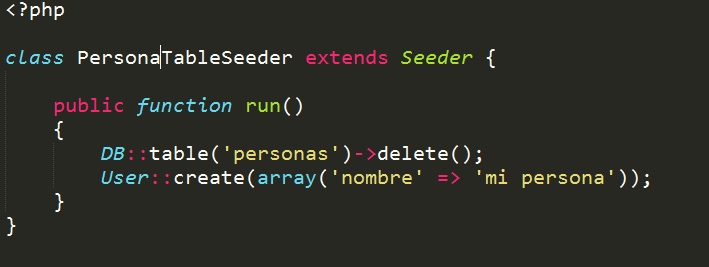 <?php
class PersonaTableSeeder extends Seeder {
public function run()
{
DB::table('personas')->delete();
User::create(array('nombre' => 'mi persona'));
}
}